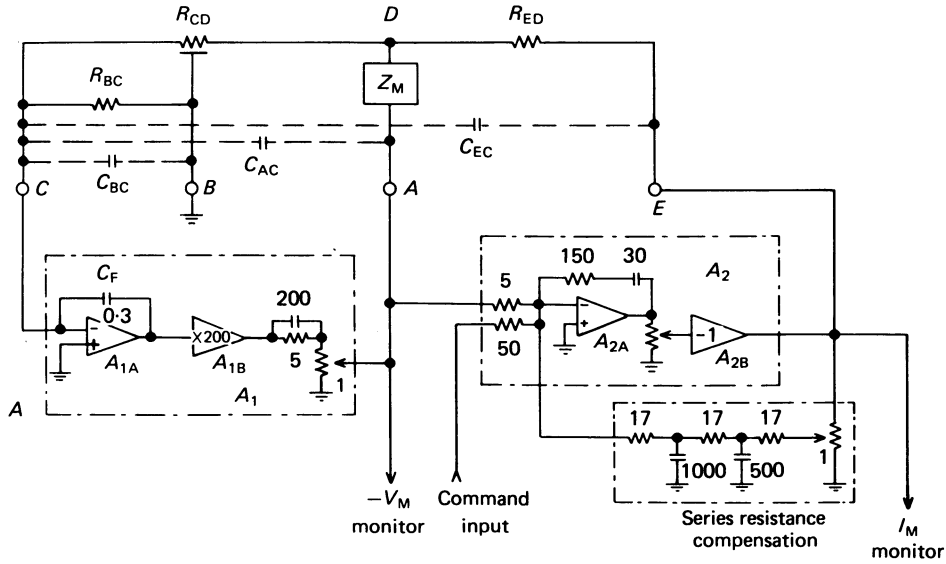 R_CD
D
R_ED
R_BC
Z_M
C_EC
C_AC
C_BC
C
B
A
E
C_F
0·3
A_1A
×200
A_1B
200
5
1
A_1
A
5
50
150
30
A_2A
A_2
-1
A_2B
17
17
17
1000
500
1
-V_M
monitor
Command
input
Series resistance
compensation
I_M
monitor